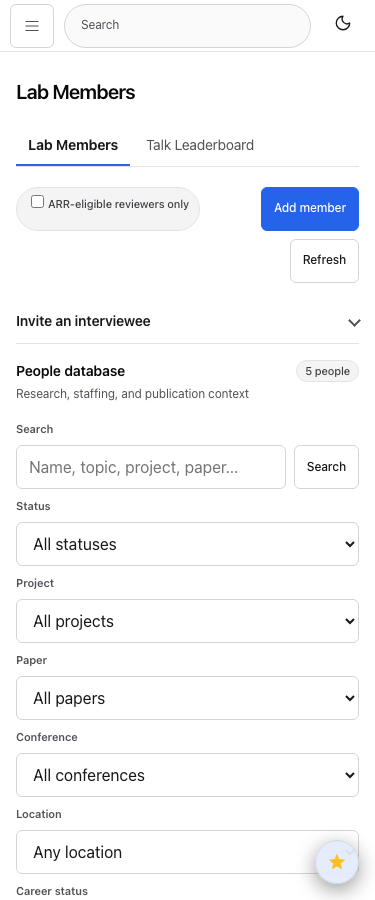 Search
Lab Members
Lab Members
Talk Leaderboard
ARR-eligible reviewers only
Add member
Refresh
Invite an interviewee
People database
5 people
Research, staffing, and publication context
Search
Name, topic, project, paper...
Search
Status
All statuses
Project
All projects
Paper
All papers
Conference
All conferences
Location
Any location
Career status